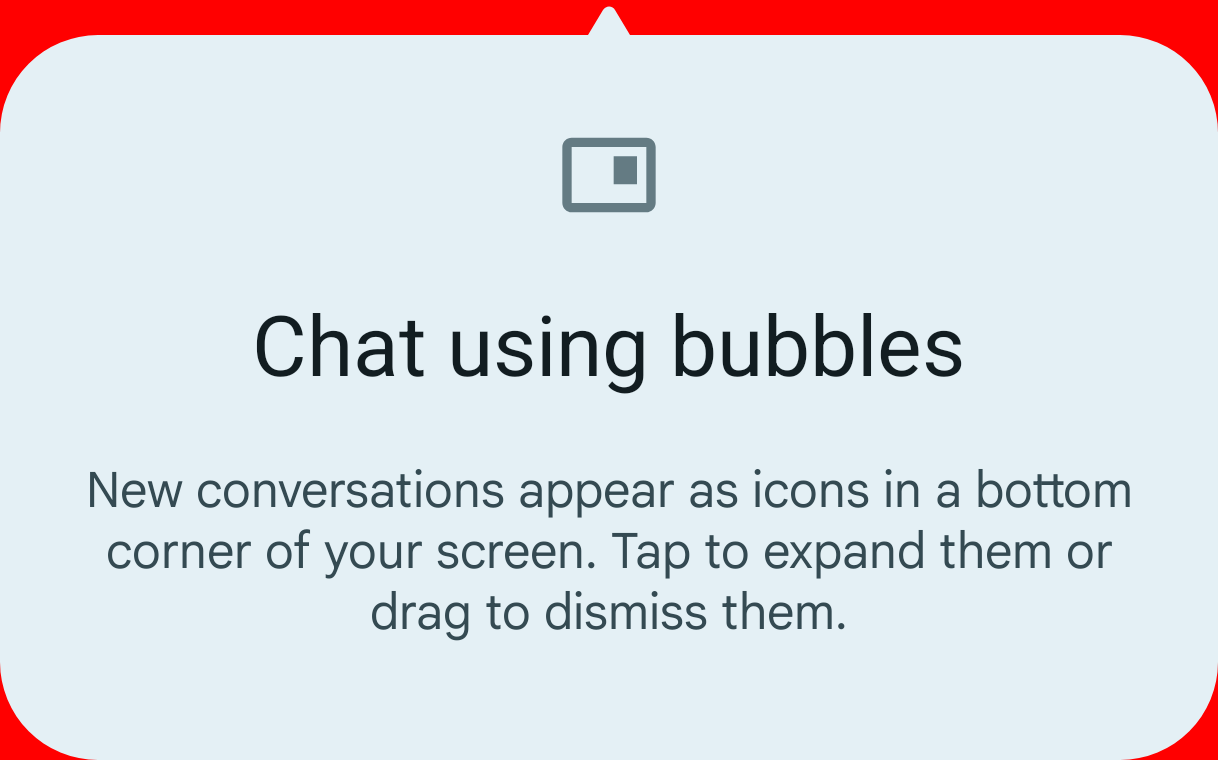 Chat using bubbles
New conversations appear as icons in a bottom
corner of your screen. Tap to expand them or
drag to dismiss them.